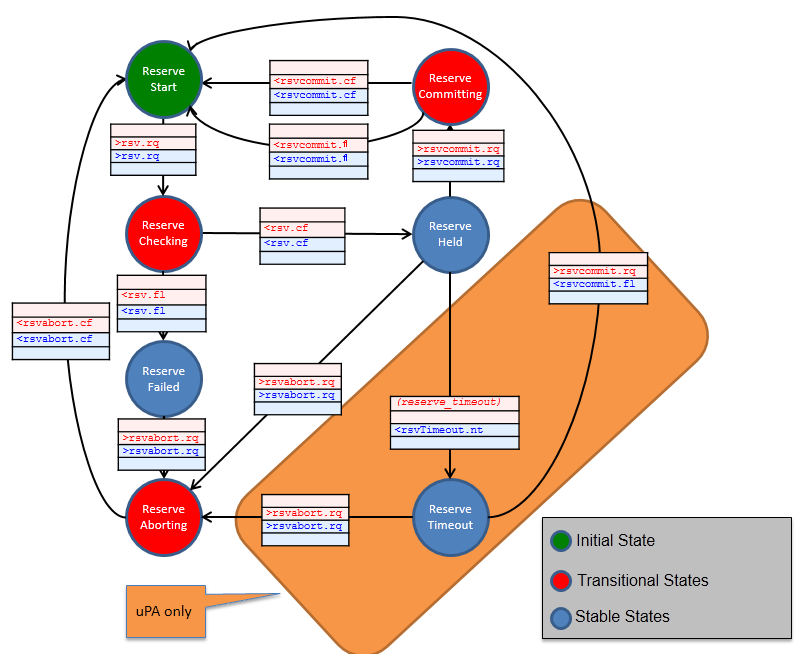 Reserve
Start
<rsvcommit.cf
<rsvcommit.cf
Reserve
Committing
>rsv.rq
>rsv.rq
<rsvcommit.fl
<rsvcommit.fl
>rsvcommit.rq
>rsvcommit.rq
Reserve
Checking
<rsv.cf
<rsv.cf
Reserve
Held
>rsvcommit.rq
<rsvcommit.fl
<rsv.fl
<rsv.fl
<rsvabort.cf
<rsvabort.cf
Reserve
Failed
>rsvabort.rq
>rsvabort.rq
(reserve_timeout)
<rsvTimeout.nt
>rsvabort.rq
>rsvabort.rq
Reserve
Aborting
>rsvabort.rq
>rsvabort.rq
Reserve
Timeout
Initial State
Transitional States
Stable States
uPA only